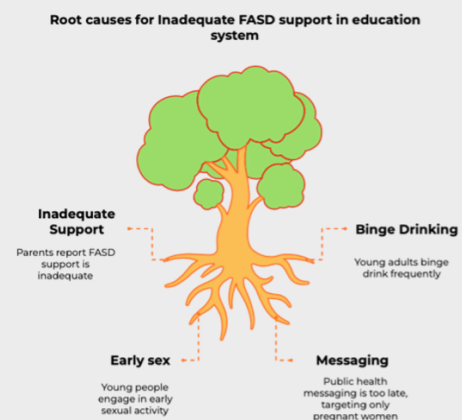 Root causes for Inadequate FASD support in education
system
Inadequate
Support
Parents report FASD
support is
inadequate
Binge Drinking
Young adults binge
drink frequently
Early sex
Young people
engage in early
sexual activity
Messaging
Public health
messaging is too late,
targeting only
pregnant women